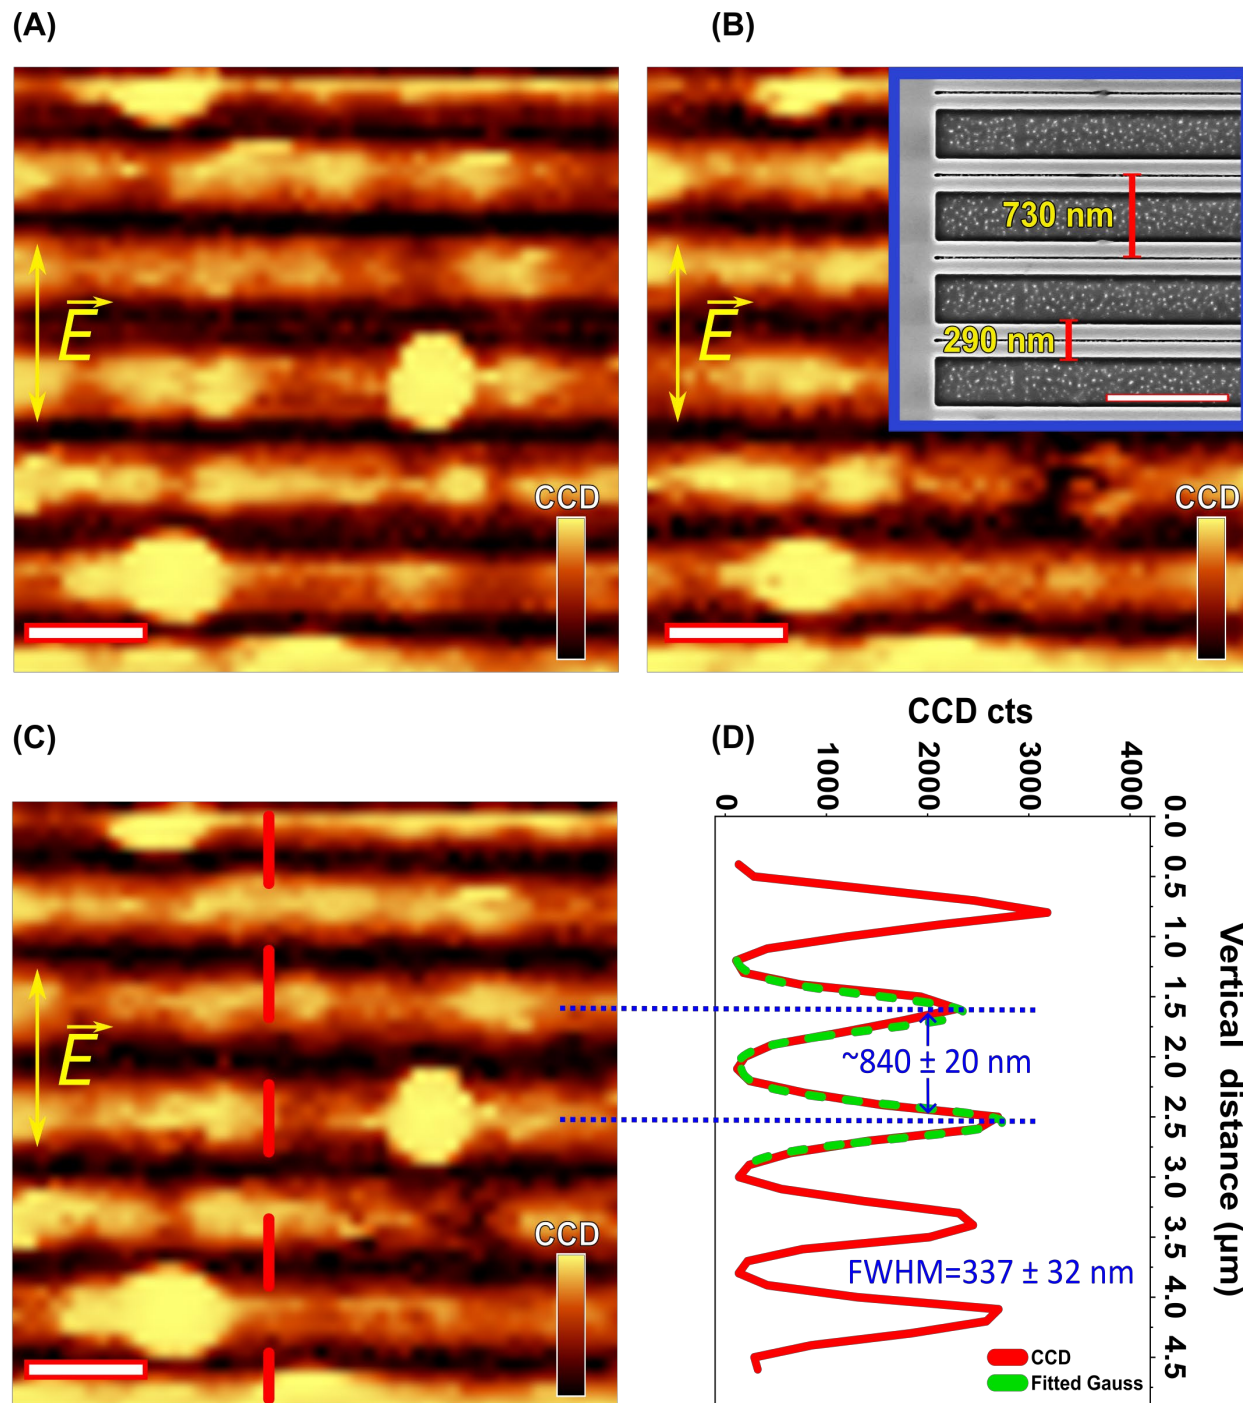 (A)
(B)
E
CCD
E
730 nm
290 nm
CCD
(C)
(D)
E
CCD
CCD cts
0
1000
2000
3000
4000
0.0
0.5
1.0
1.5
2.0
2.5
3.0
3.5
4.0
4.5
Vertical distance (µm)
~840 ± 20 nm
FWHM=337 ± 32 nm
CCD
Fitted Gauss